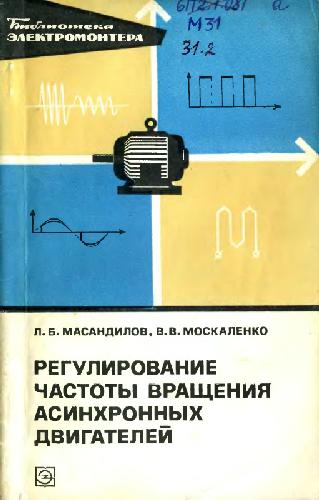 Библиотека
ЭЛЕКТРОМОНТЕРА
М31
31.2
Л. Б. МАСАНДИЛОВ, В. В. МОСКАЛЕНКО
РЕГУЛИРОВАНИЕ
ЧАСТОТЫ ВРАЩЕНИЯ
АСИНХРОННЫХ
ДВИГАТЕЛЕЙ